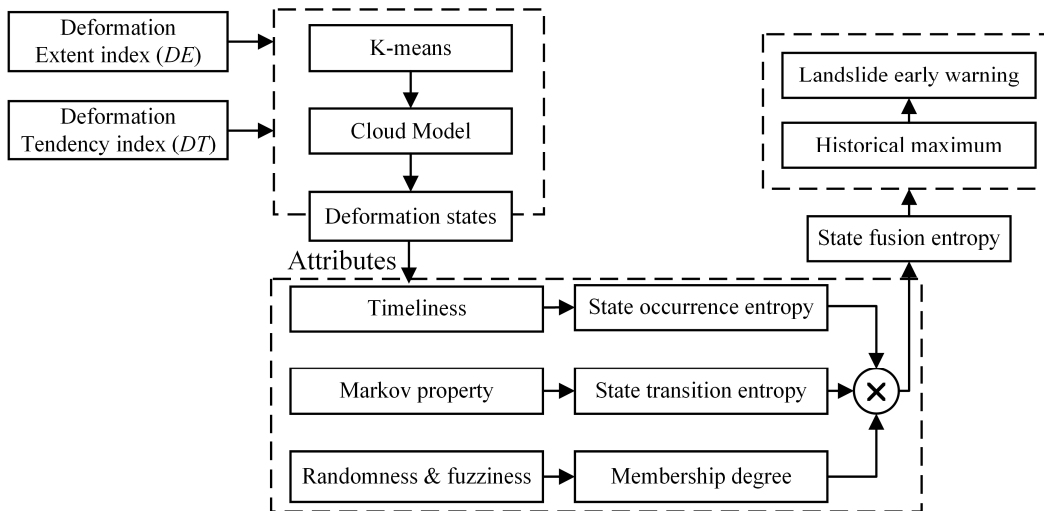 Deformation
Extent index (DE)
Deformation
Tendency index (DT)
K-means
Cloud Model
Deformation states
Attributes
Timeliness
State occurrence entropy
Markov property
State transition entropy
Randomness & fuzziness
Membership degree
×
State fusion entropy
Historical maximum
Landslide early warning